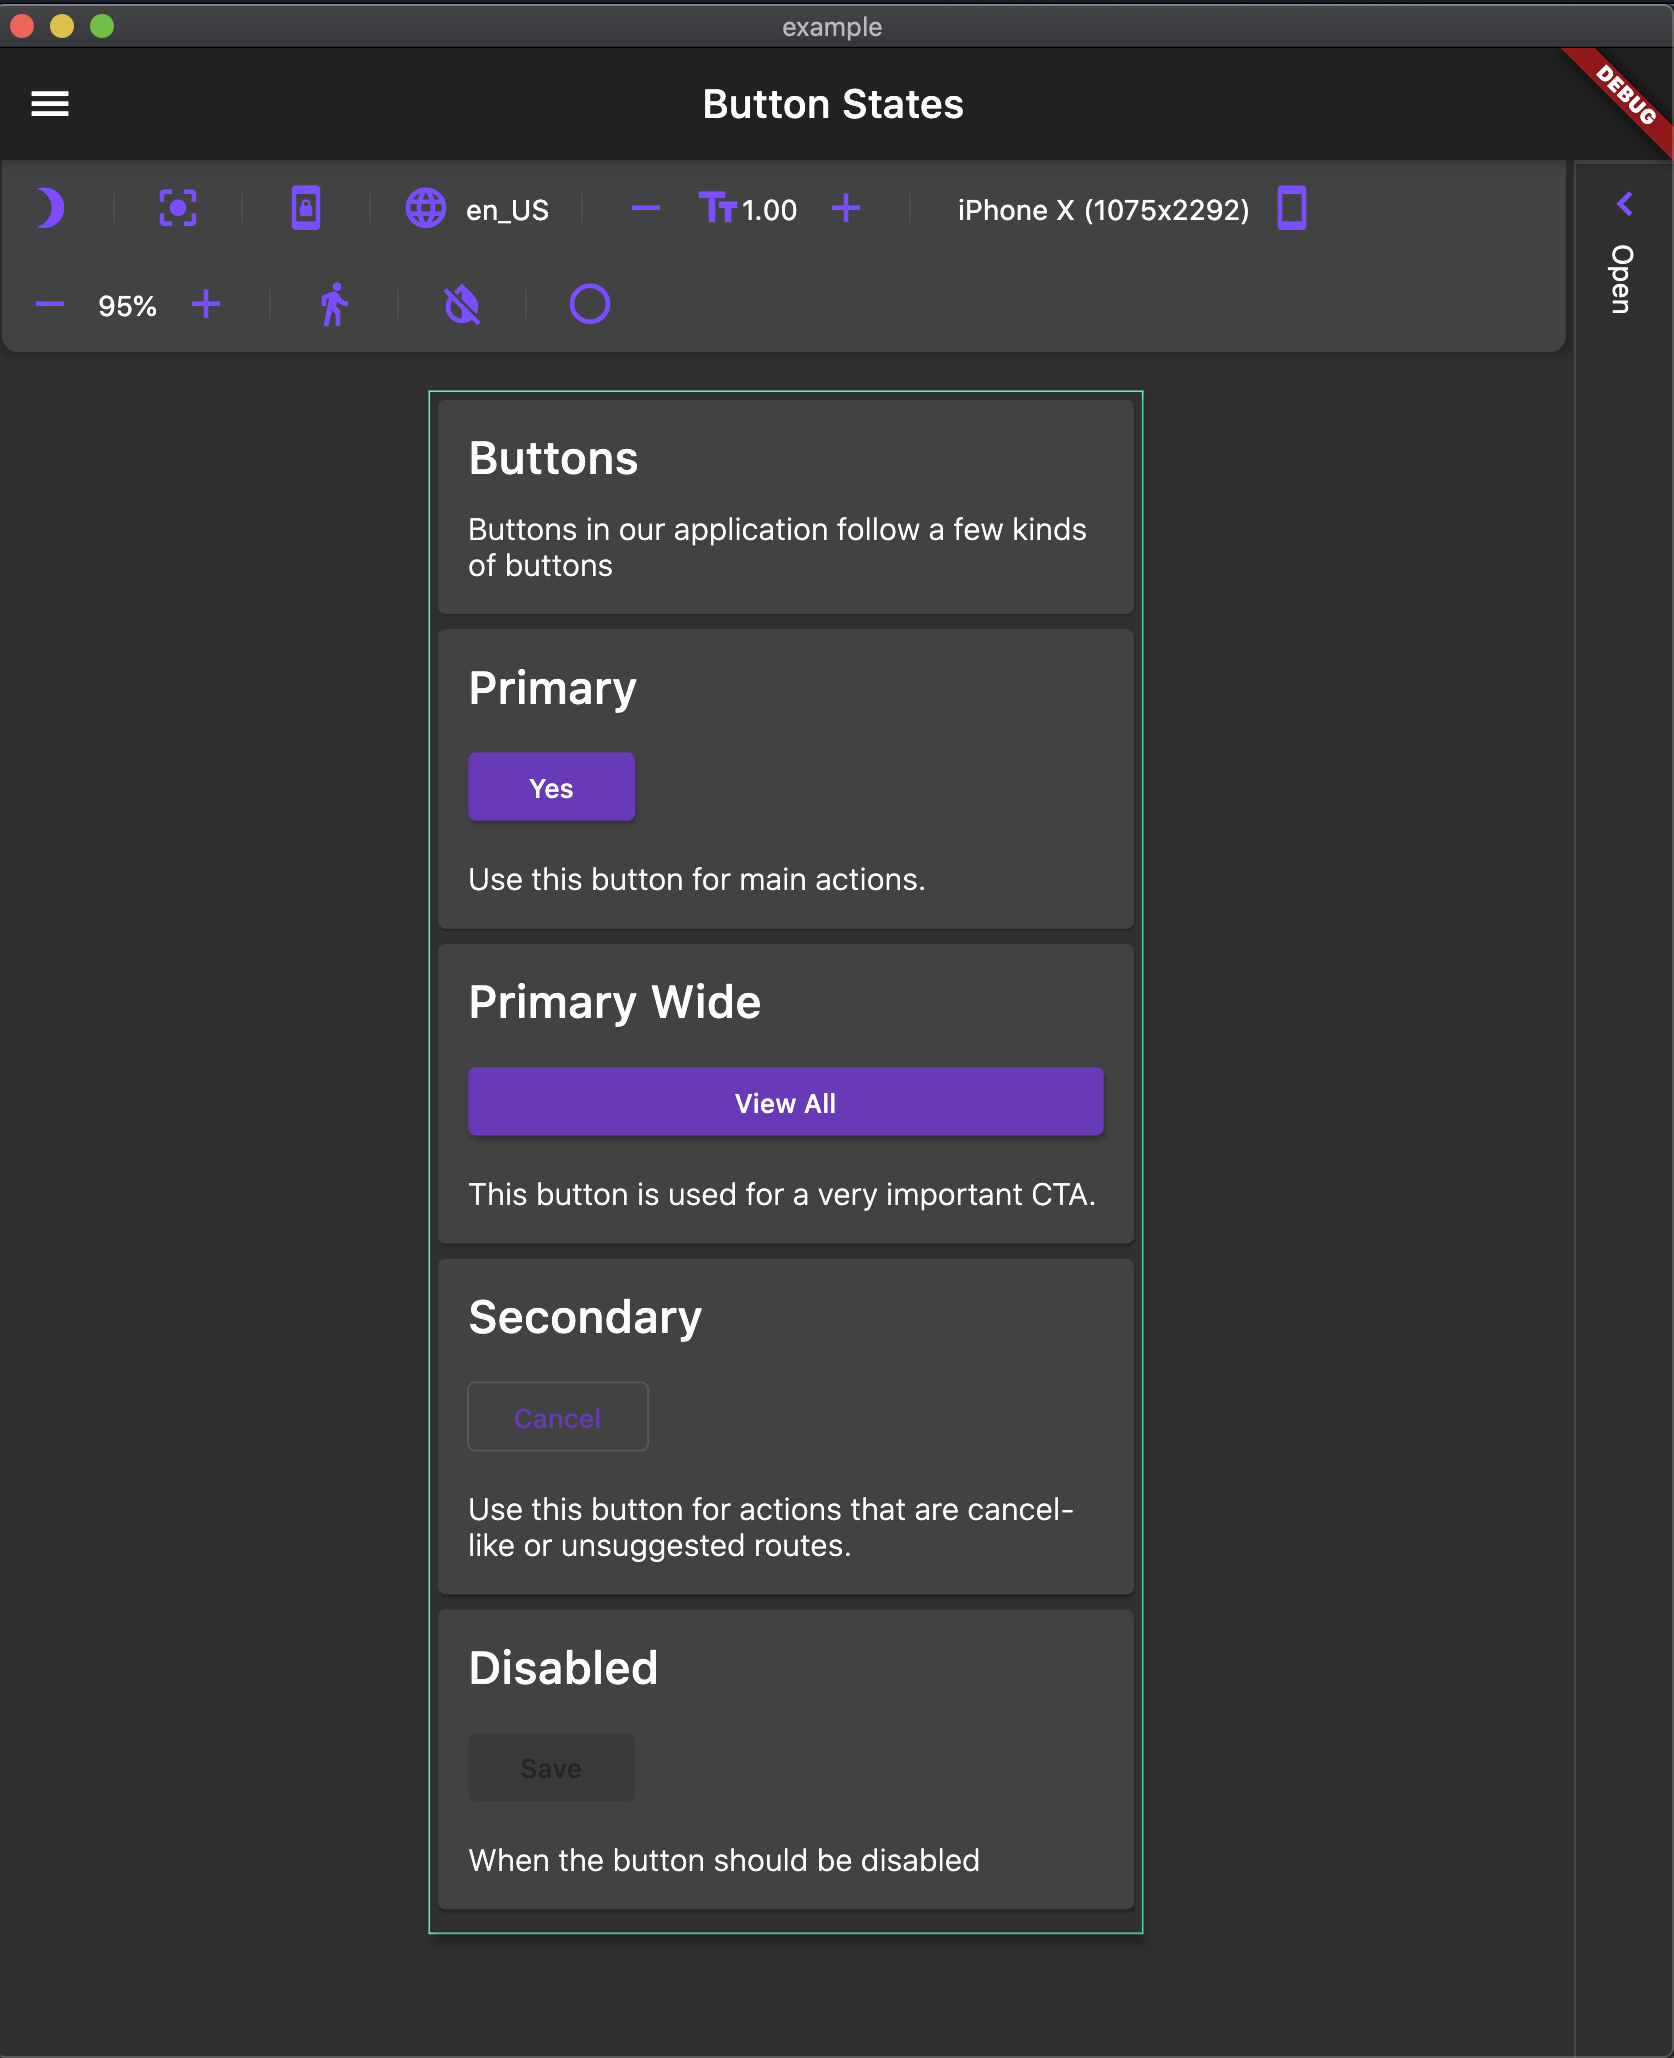 example
Button States
DEBUG
en_US
Tт 1.00
iPhone X (1075x2292)
95%
Open
Buttons
Buttons in our application follow a few kinds
of buttons
Primary
Yes
Use this button for main actions.
Primary Wide
View All
This button is used for a very important CTA.
Secondary
Cancel
Use this button for actions that are cancel-
like or unsuggested routes.
Disabled
Save
When the button should be disabled